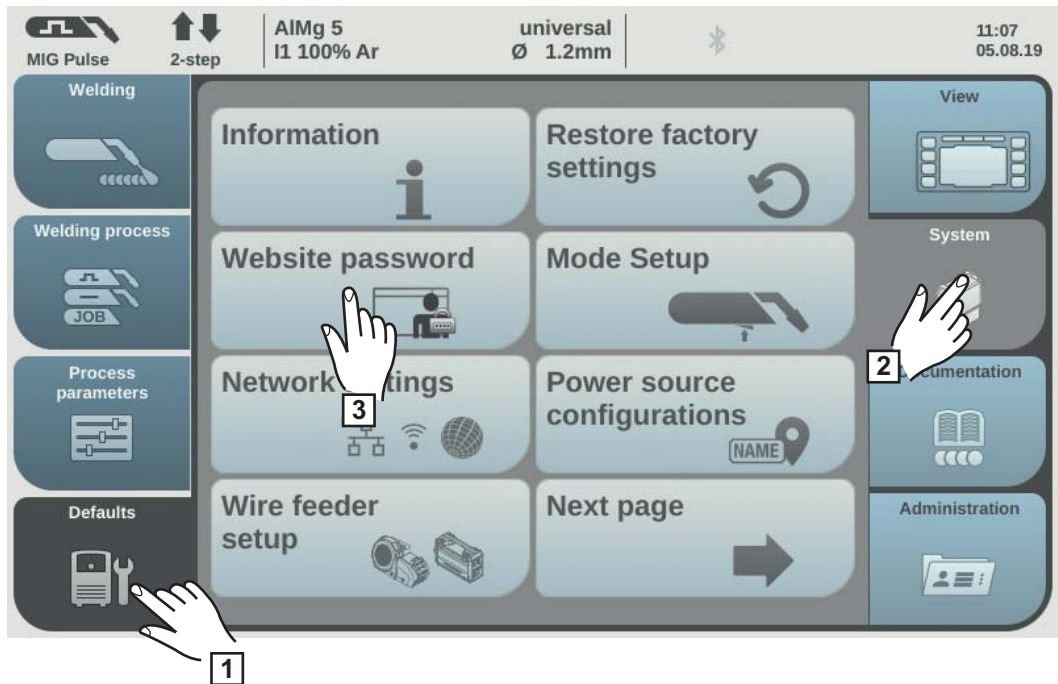 MIG Pulse
2-step
AlMg 5
I1 100% Ar
universal
Ø 1.2mm
11:07
05.08.19
Welding
Welding process
JOB
Process
parameters
Defaults
Information
Restore factory
settings
Website password
Mode Setup
Network
Power source
configurations
NAME
Wire feeder
setup
Next page
View
System
Administration
1
2
3